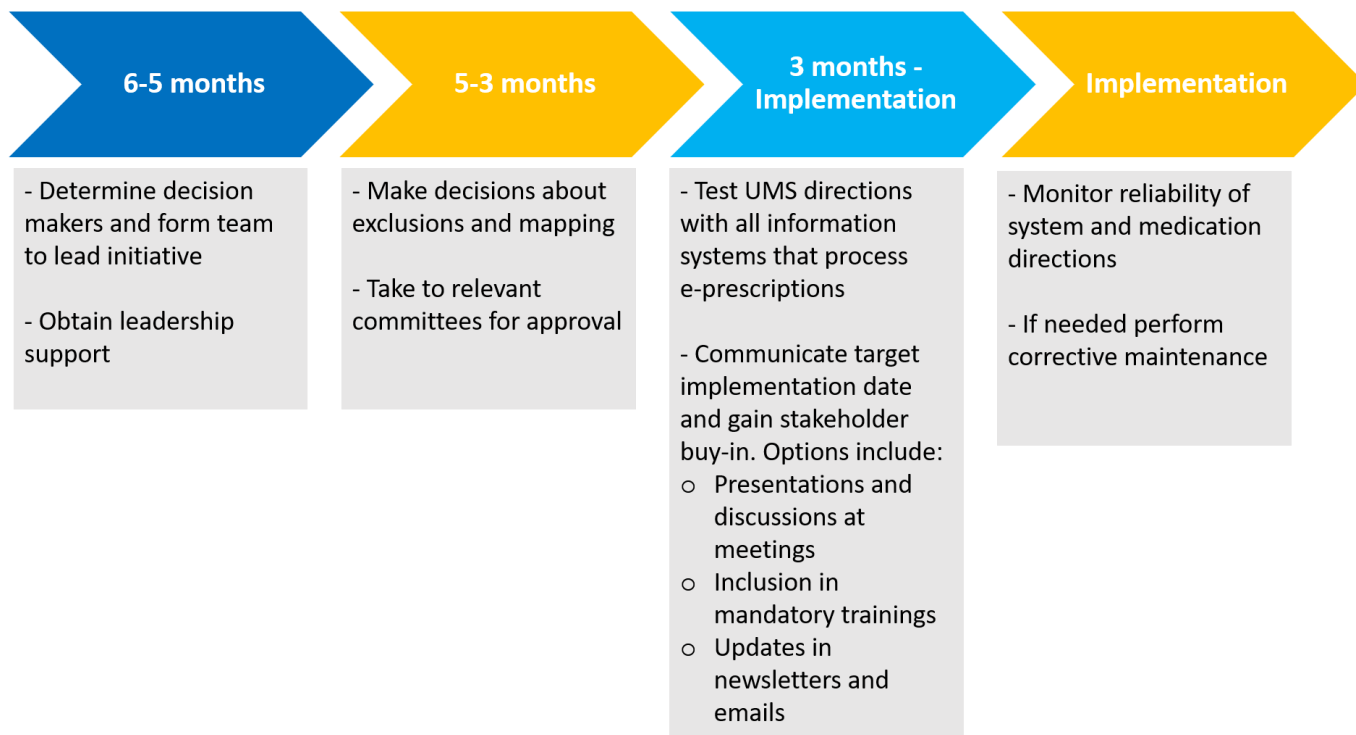 6-5 months
- Determine decision
makers and form team
to lead initiative
- Obtain leadership
support
5-3 months
- Make decisions about
exclusions and mapping
- Take to relevant
committees for approval
3 months -
Implementation
- Test UMS directions
with all information
systems that process
e-prescriptions
- Communicate target
implementation date
and gain stakeholder
buy-in. Options include:
o Presentations and
discussions at
meetings
o Inclusion in
mandatory trainings
o Updates in
newsletters and
emails
Implementation
- Monitor reliability of
system and medication
directions
- If needed perform
corrective maintenance